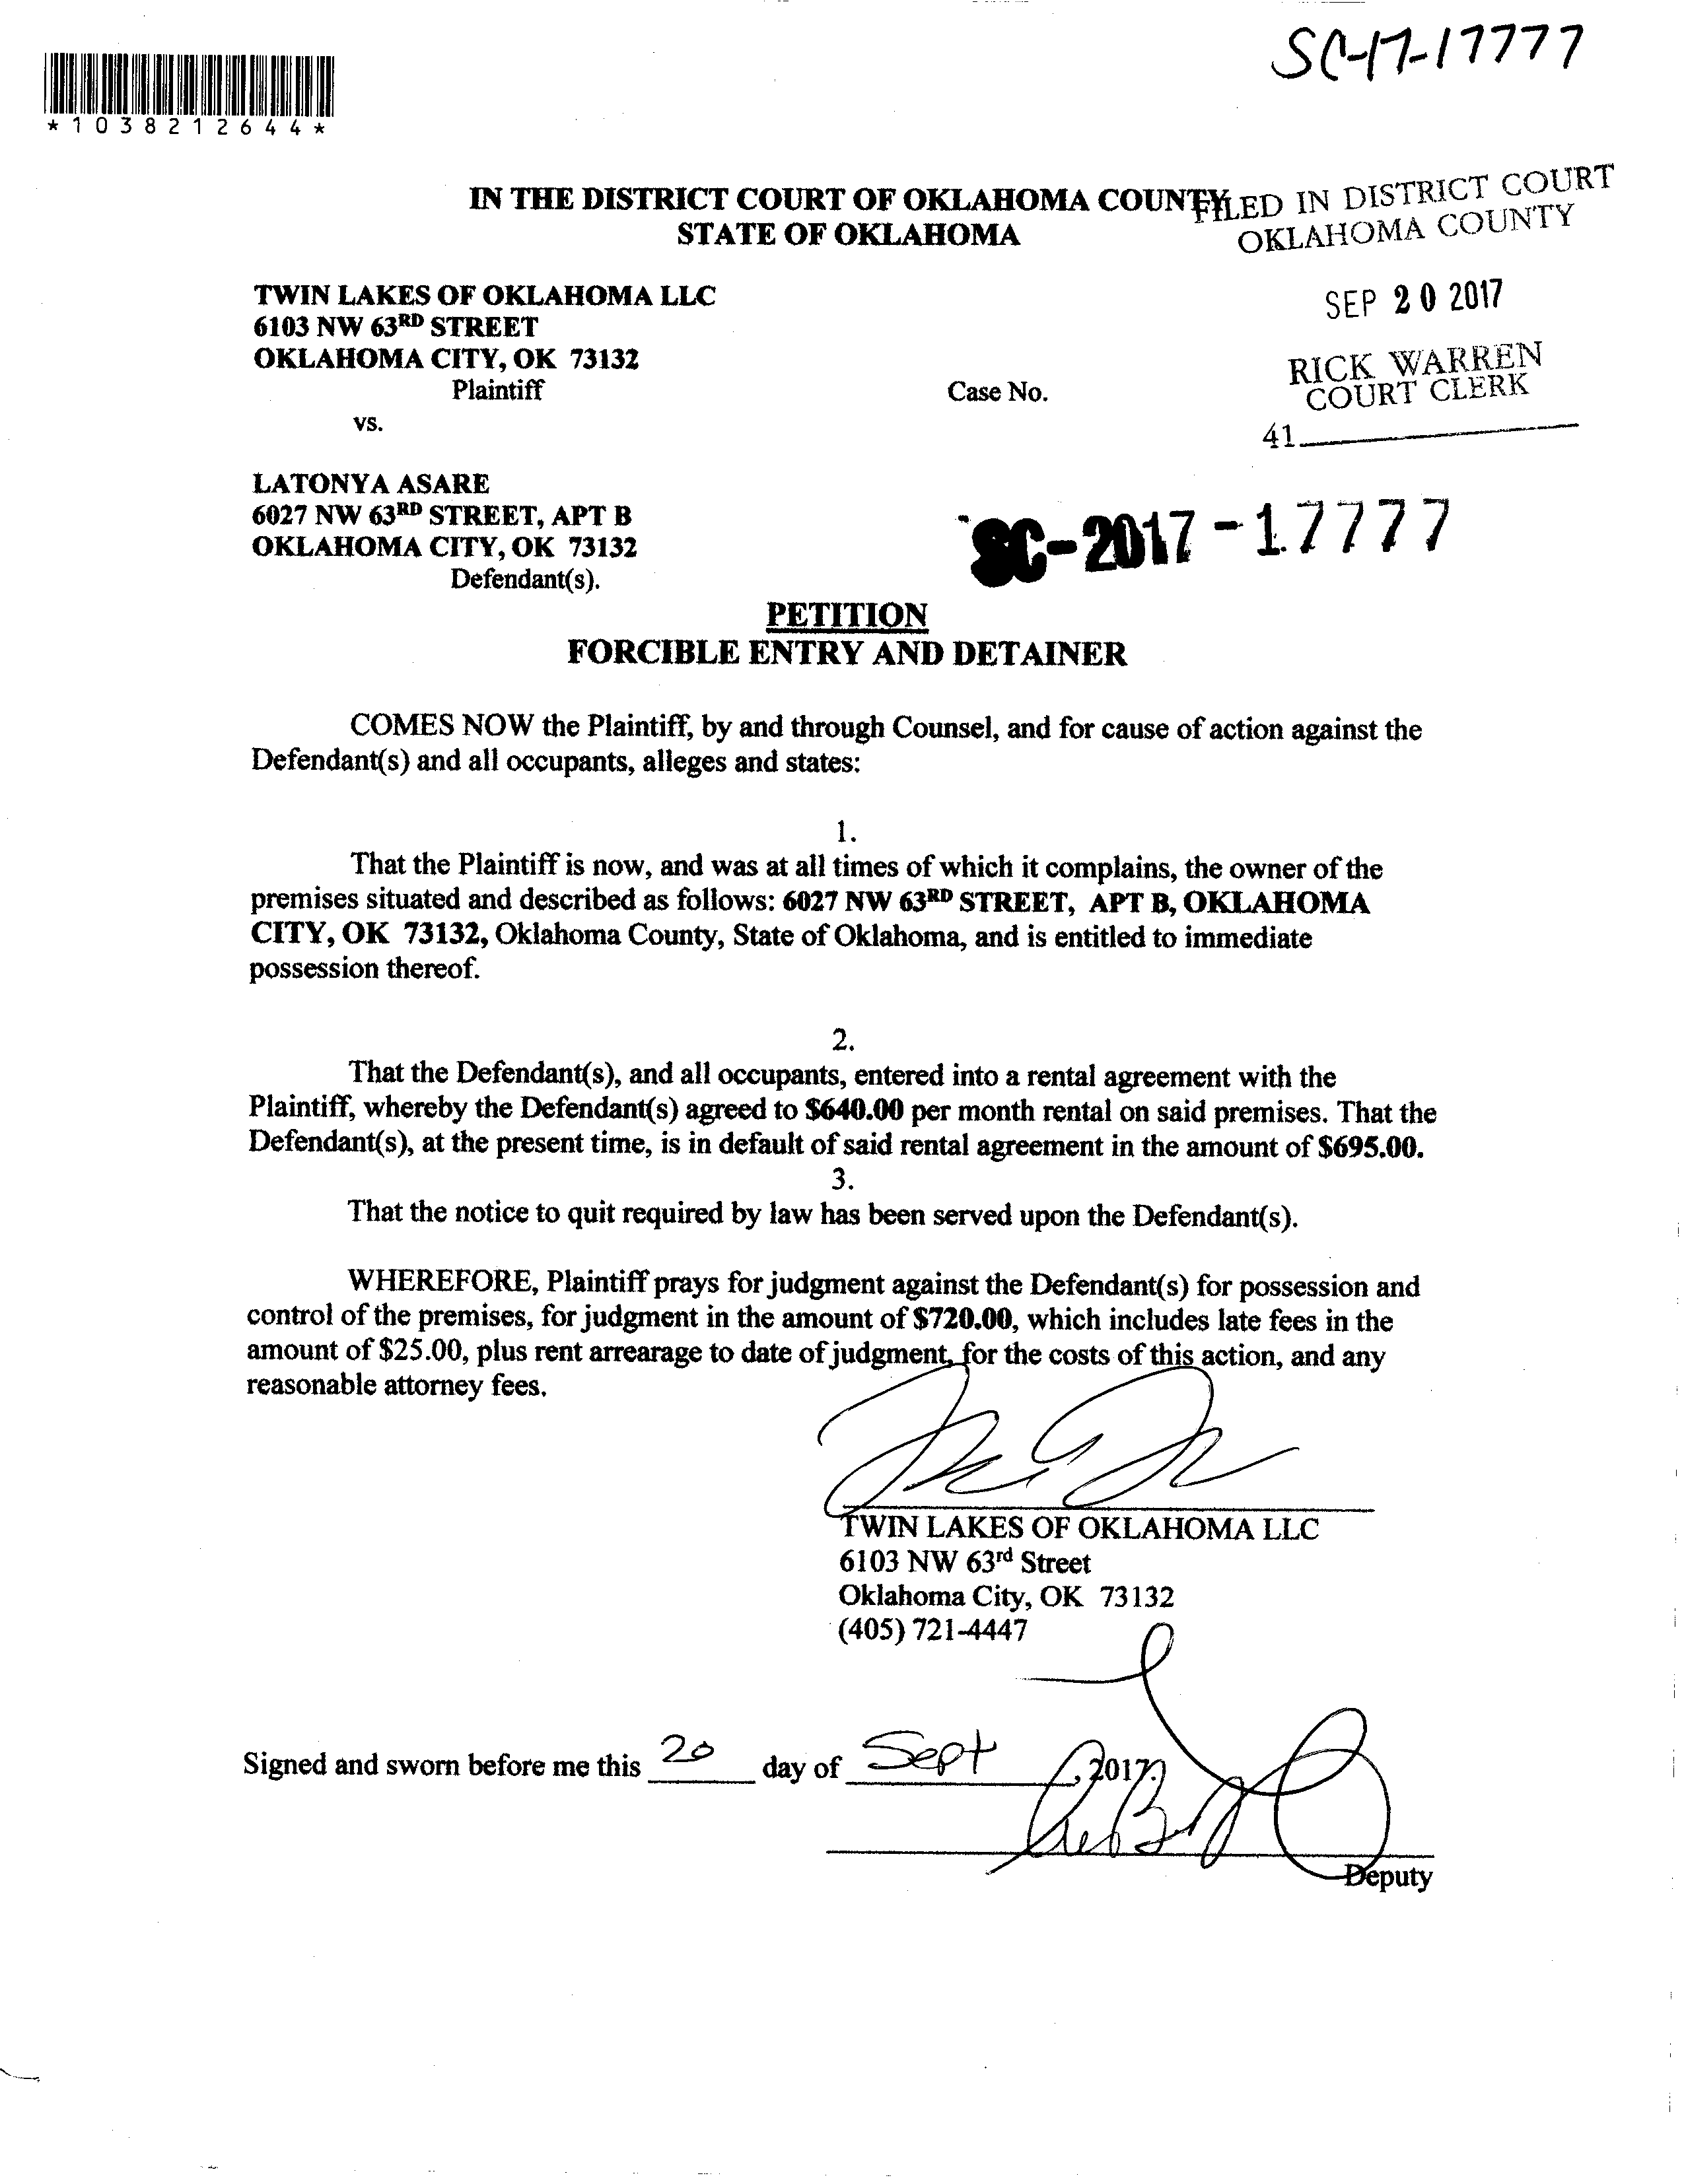 SC-17-17777
*1038212644*
IN THE DISTRICT COURT OF OKLAHOMA COUNTY
STATE OF OKLAHOMA
FILED IN DISTRICT COURT
OKLAHOMA COUNTY
SEP 20 2017
RICK WARREN
COURT CLERK
41
TWIN LAKES OF OKLAHOMA LLC
6103 NW 63RD STREET
OKLAHOMA CITY, OK 73132
Plaintiff
Case No.
vs.
LATONYA ASARE
6027 NW 63RD STREET, APT B
OKLAHOMA CITY, OK 73132
Defendant(s).
SC-2017-17777
PETITION
FORCIBLE ENTRY AND DETAINER
COMES NOW the Plaintiff, by and through Counsel, and for cause of action against the
Defendant(s) and all occupants, alleges and states:
1.
That the Plaintiff is now, and was at all times of which it complains, the owner of the
premises situated and described as follows: 6027 NW 63RD STREET, APT B, OKLAHOMA
CITY, OK 73132, Oklahoma County, State of Oklahoma, and is entitled to immediate
possession thereof.
2.
That the Defendant(s), and all occupants, entered into a rental agreement with the
Plaintiff, whereby the Defendant(s) agreed to $640.00 per month rental on said premises. That the
Defendant(s), at the present time, is in default of said rental agreement in the amount of $695.00.
3.
That the notice to quit required by law has been served upon the Defendant(s).
WHEREFORE, Plaintiff prays for judgment against the Defendant(s) for possession and
control of the premises, for judgment in the amount of $720.00, which includes late fees in the
amount of $25.00, plus rent arrearage to date of judgment, for the costs of this action, and any
reasonable attorney fees.
TWIN LAKES OF OKLAHOMA LLC
6103 NW 63rd Street
Oklahoma City, OK 73132
(405) 721-4447
Signed and sworn before me this 20 day of Sept, 2017.
Deputy